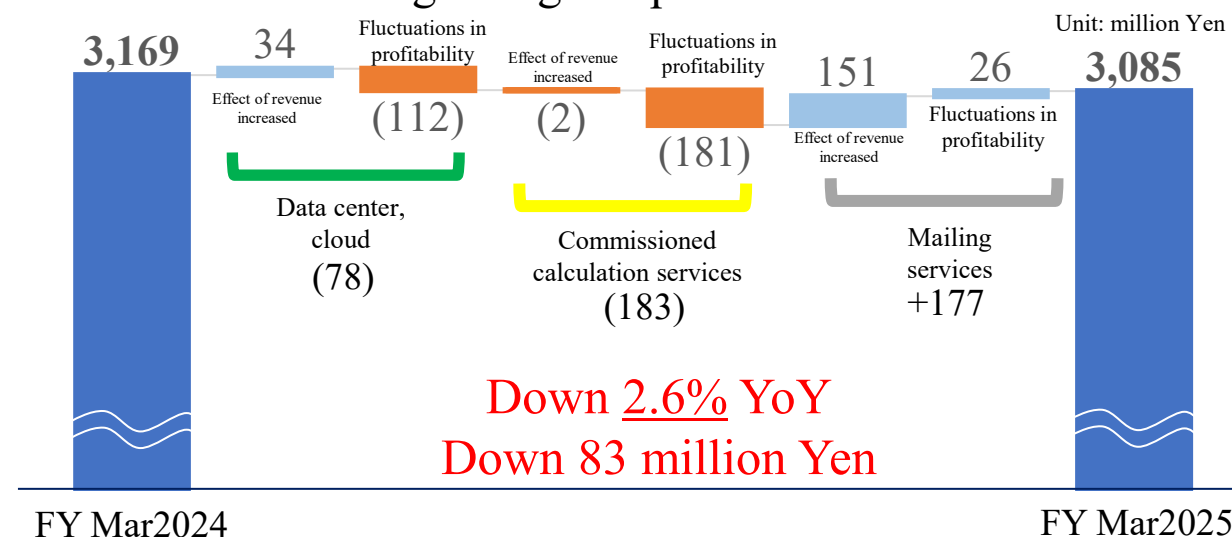 Unit: million Yen
3,169
34
Effect of revenue
increased
Fluctuations in
profitability
(112)
Data center,
cloud
(78)
Effect of revenue
increased
(2)
Fluctuations in
profitability
(181)
Commissioned
calculation services
(183)
151
Effect of revenue
increased
26
Fluctuations in
profitability
Mailing
services
+177
3,085
Down 2.6% YoY
Down 83 million Yen
FY Mar2024
FY Mar2025